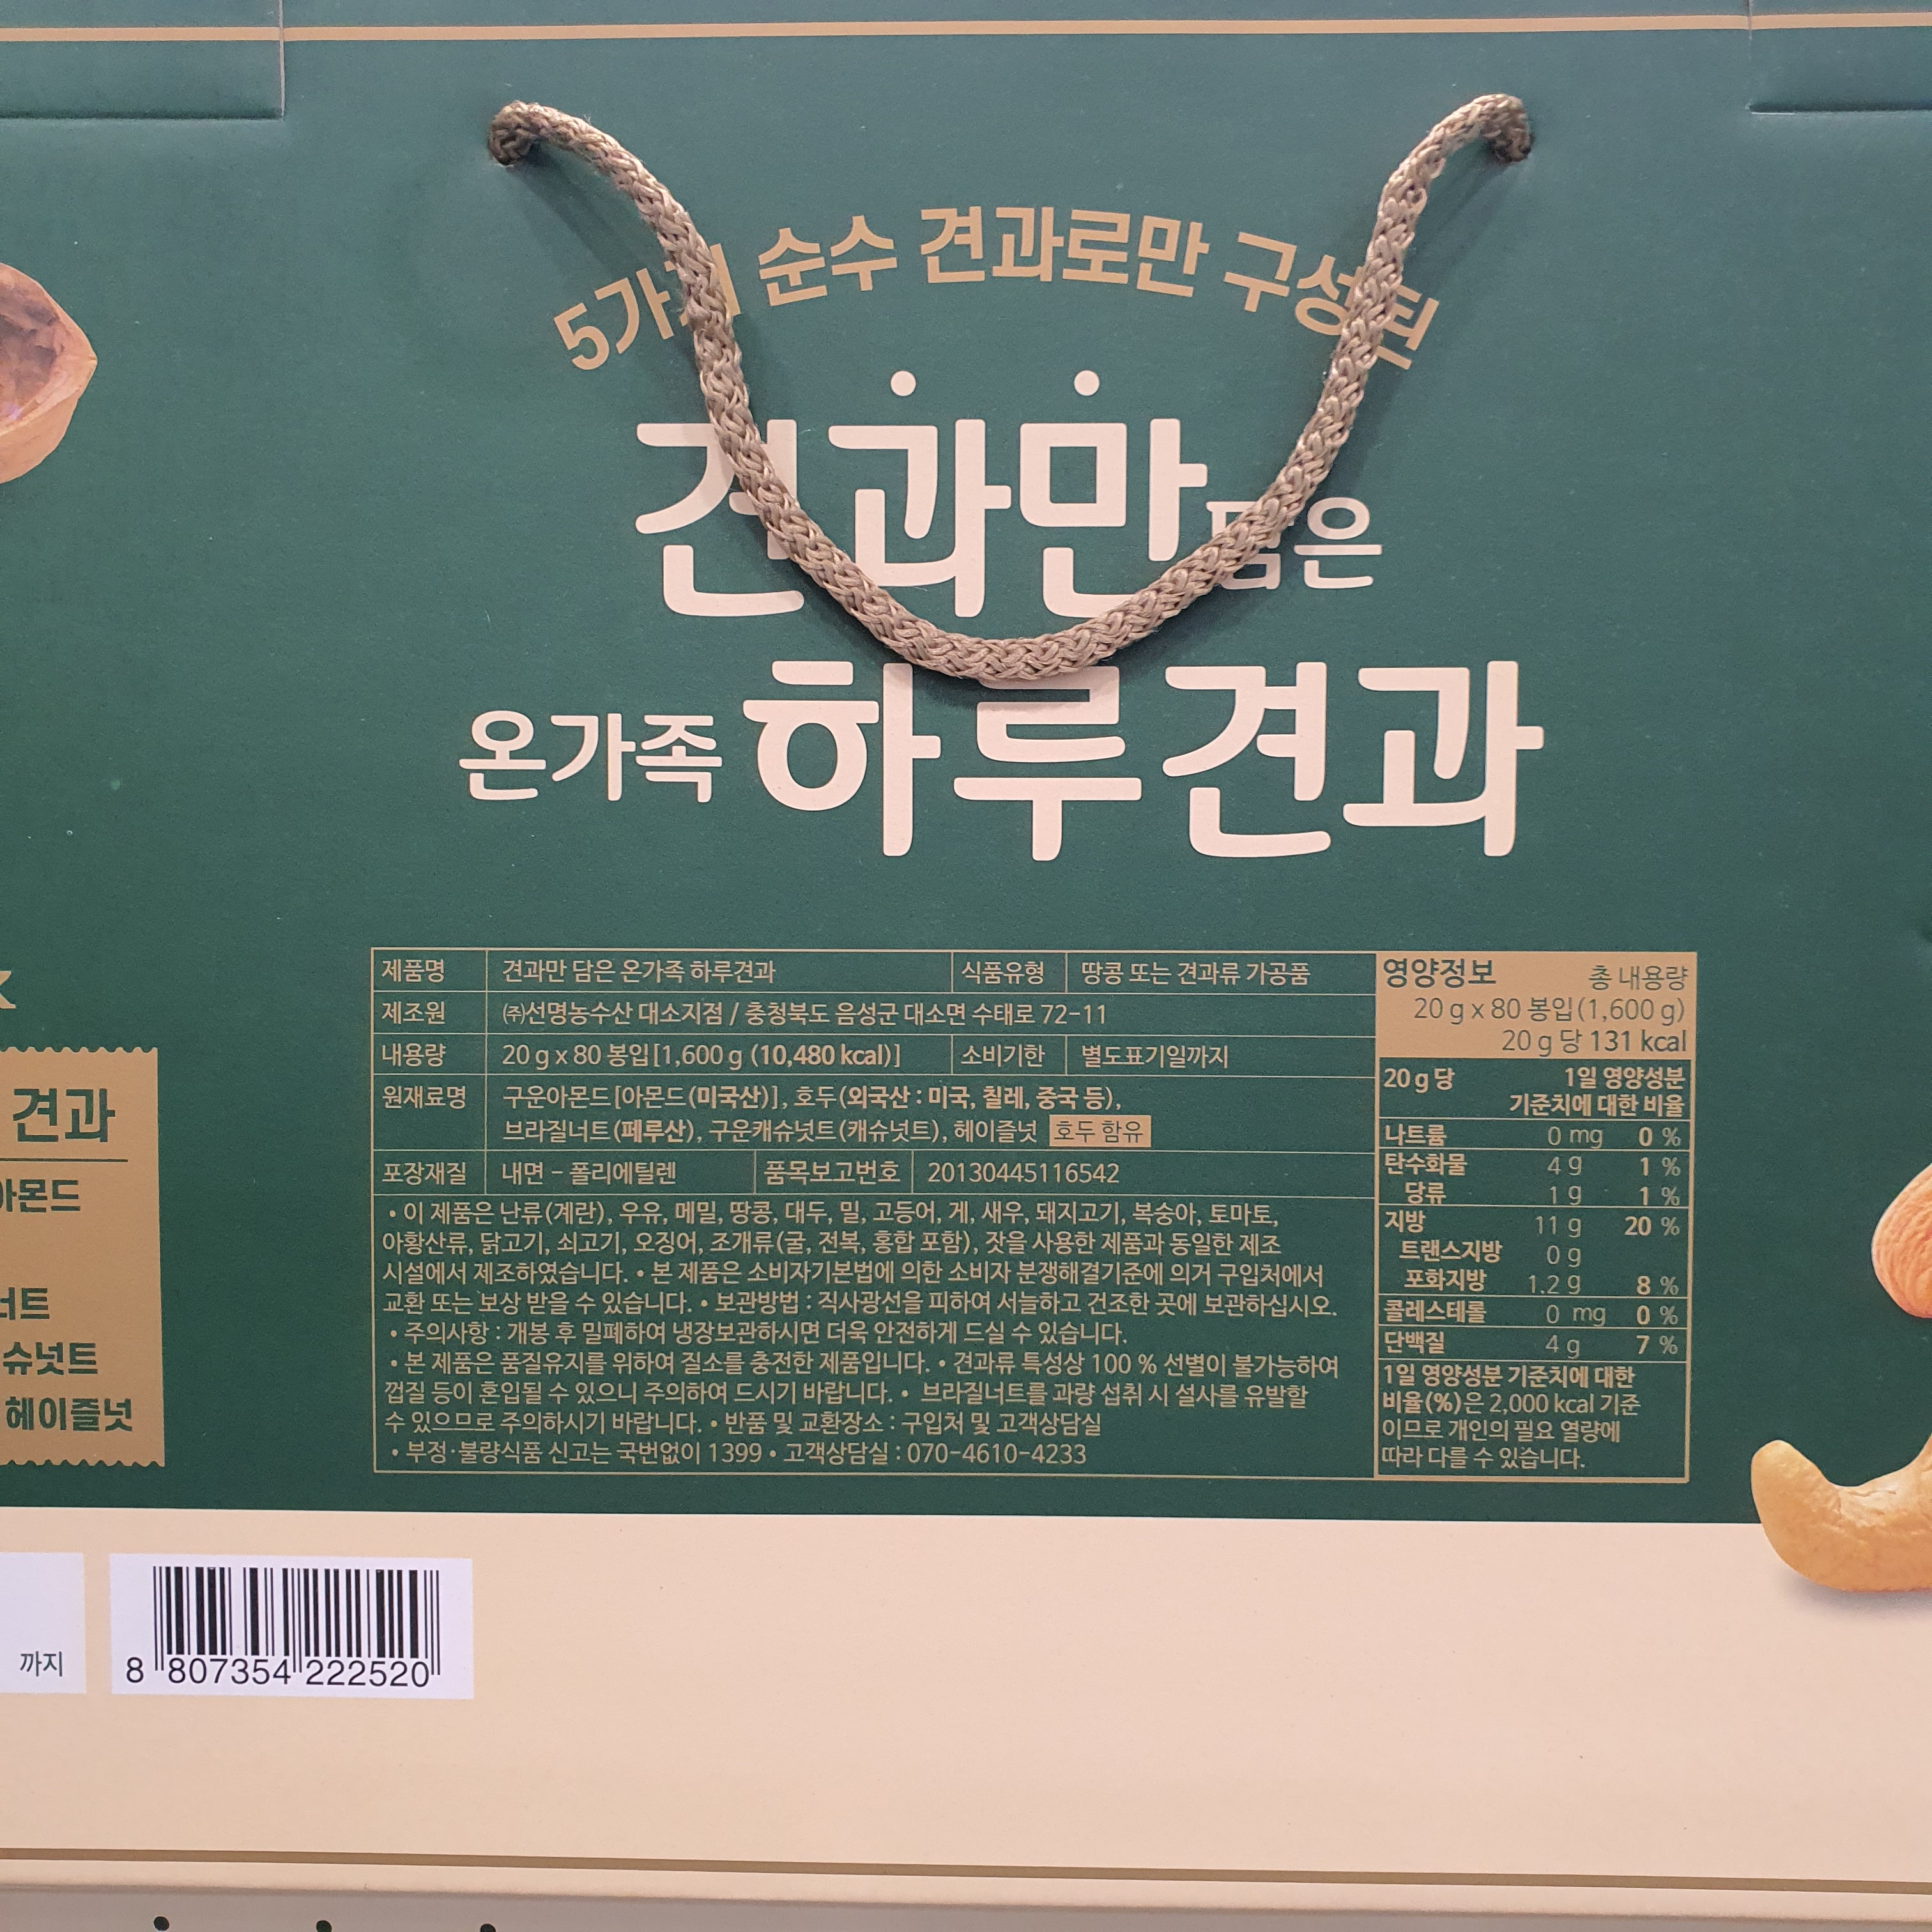 5가지 순수 견과로만 구성된
견과만 담은
온가족 하루견과
제품명 견과만 담은 온가족 하루견과 식품유형 땅콩 또는 견과류 가공품
제조원 ㈜선명농수산 대소지점 / 충청북도 음성군 대소면 수태로 72-11
내용량 20 g x 80 봉입[1,600 g (10,480 kcal)] 소비기한 별도표기일까지
원재료명 구운아몬드[아몬드(미국산)], 호두(외국산 : 미국, 칠레, 중국 등),
브라질너트(페루산), 구운캐슈넛트(캐슈넛트), 헤이즐넛 호두 함유
포장재질 내면 - 폴리에틸렌 품목보고번호 20130445116542
• 이 제품은 난류(계란), 우유, 메밀, 땅콩, 대두, 밀, 고등어, 게, 새우, 돼지고기, 복숭아, 토마토,
아황산류, 닭고기, 쇠고기, 오징어, 조개류(굴, 전복, 홍합 포함), 잣을 사용한 제품과 동일한 제조
시설에서 제조하였습니다. • 본 제품은 소비자기본법에 의한 소비자 분쟁해결기준에 의거 구입처에서
교환 또는 보상 받을 수 있습니다. • 보관방법 : 직사광선을 피하여 서늘하고 건조한 곳에 보관하십시오.
• 주의사항 : 개봉 후 밀폐하여 냉장보관하시면 더욱 안전하게 드실 수 있습니다.
• 본 제품은 품질유지를 위하여 질소를 충전한 제품입니다. • 견과류 특성상 100 % 선별이 불가능하여
껍질 등이 혼입될 수 있으니 주의하여 드시기 바랍니다. • 브라질너트를 과량 섭취 시 설사를 유발할
수 있으므로 주의하시기 바랍니다. • 반품 및 교환장소 : 구입처 및 고객상담실
• 부정·불량식품 신고는 국번없이 1399 • 고객상담실 : 070-4610-4233
영양정보 총 내용량
20 g x 80 봉입(1,600 g)
20 g 당 131 kcal
20 g 당 1일 영양성분
기준치에 대한 비율
나트륨 0 mg 0 %
탄수화물 4 g 1 %
당류 1 g 1 %
지방 11 g 20 %
트랜스지방 0 g
포화지방 1.2 g 8 %
콜레스테롤 0 mg 0 %
단백질 4 g 7 %
1일 영양성분 기준치에 대한
비율(%)은 2,000 kcal 기준
이므로 개인의 필요 열량에
따라 다를 수 있습니다.
견과
아몬드
너트
슈넛트
헤이즐넛
까지
8 807354 222520